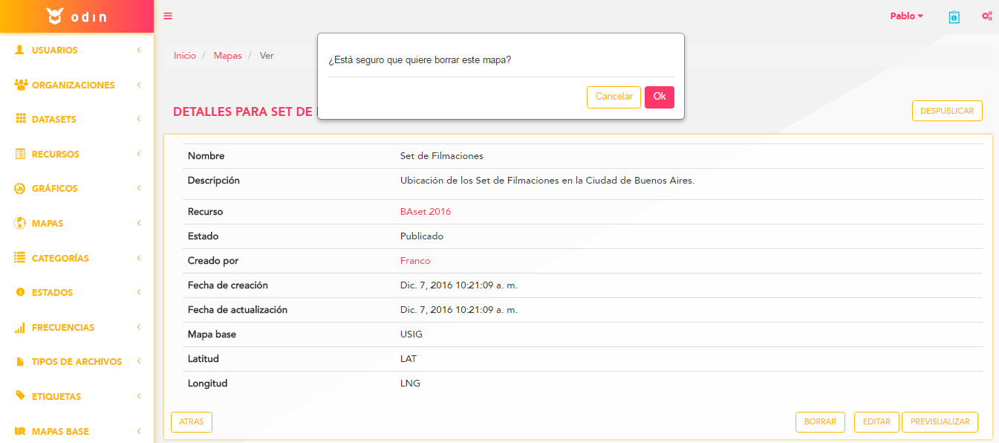 odin
Pablo
USUARIOS
ORGANIZACIONES
DATASETS
RECURSOS
GRÁFICOS
MAPAS
CATEGORÍAS
ESTADOS
FRECUENCIAS
TIPOS DE ARCHIVOS
ETIQUETAS
MAPAS BASE
Inicio / Mapas / Ver
¿Está seguro que quiere borrar este mapa?
Cancelar Ok
DETALLES PARA SET DE
DESPUBLICAR
Nombre Set de Filmaciones
Descripción Ubicación de los Set de Filmaciones en la Ciudad de Buenos Aires.
Recurso BAset 2016
Estado Publicado
Creado por Franco
Fecha de creación Dic. 7, 2016 10:21:09 a. m.
Fecha de actualización Dic. 7, 2016 10:21:09 a. m.
Mapa base USIG
Latitud LAT
Longitud LNG
ATRAS BORRAR EDITAR PREVISUALIZAR